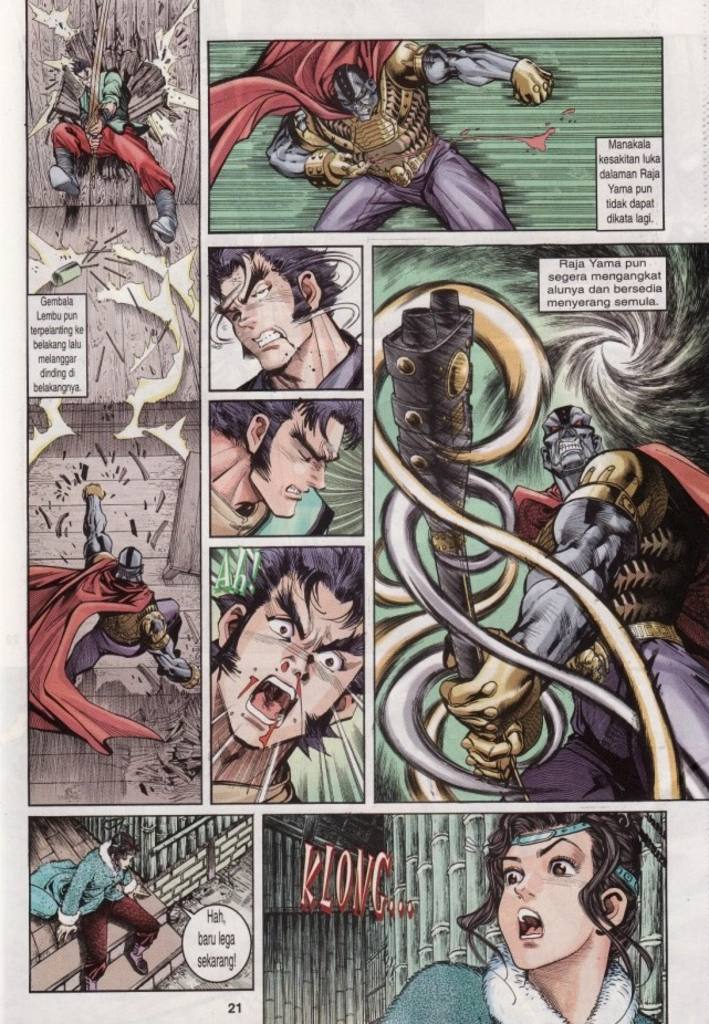 Gembala
Lembu pun
terpelanting ke
belakang lalu
melanggar
dinding di
belakangnya.
Manakala
kesakitan luka
dalaman Raja
Yama pun
tidak dapat
dikata lagi.
Ah!
Raja Yama pun
segera mengangkat
alunya dan bersedia
menyerang semula.
Hah,
baru lega
sekarang!
KLONG...
21